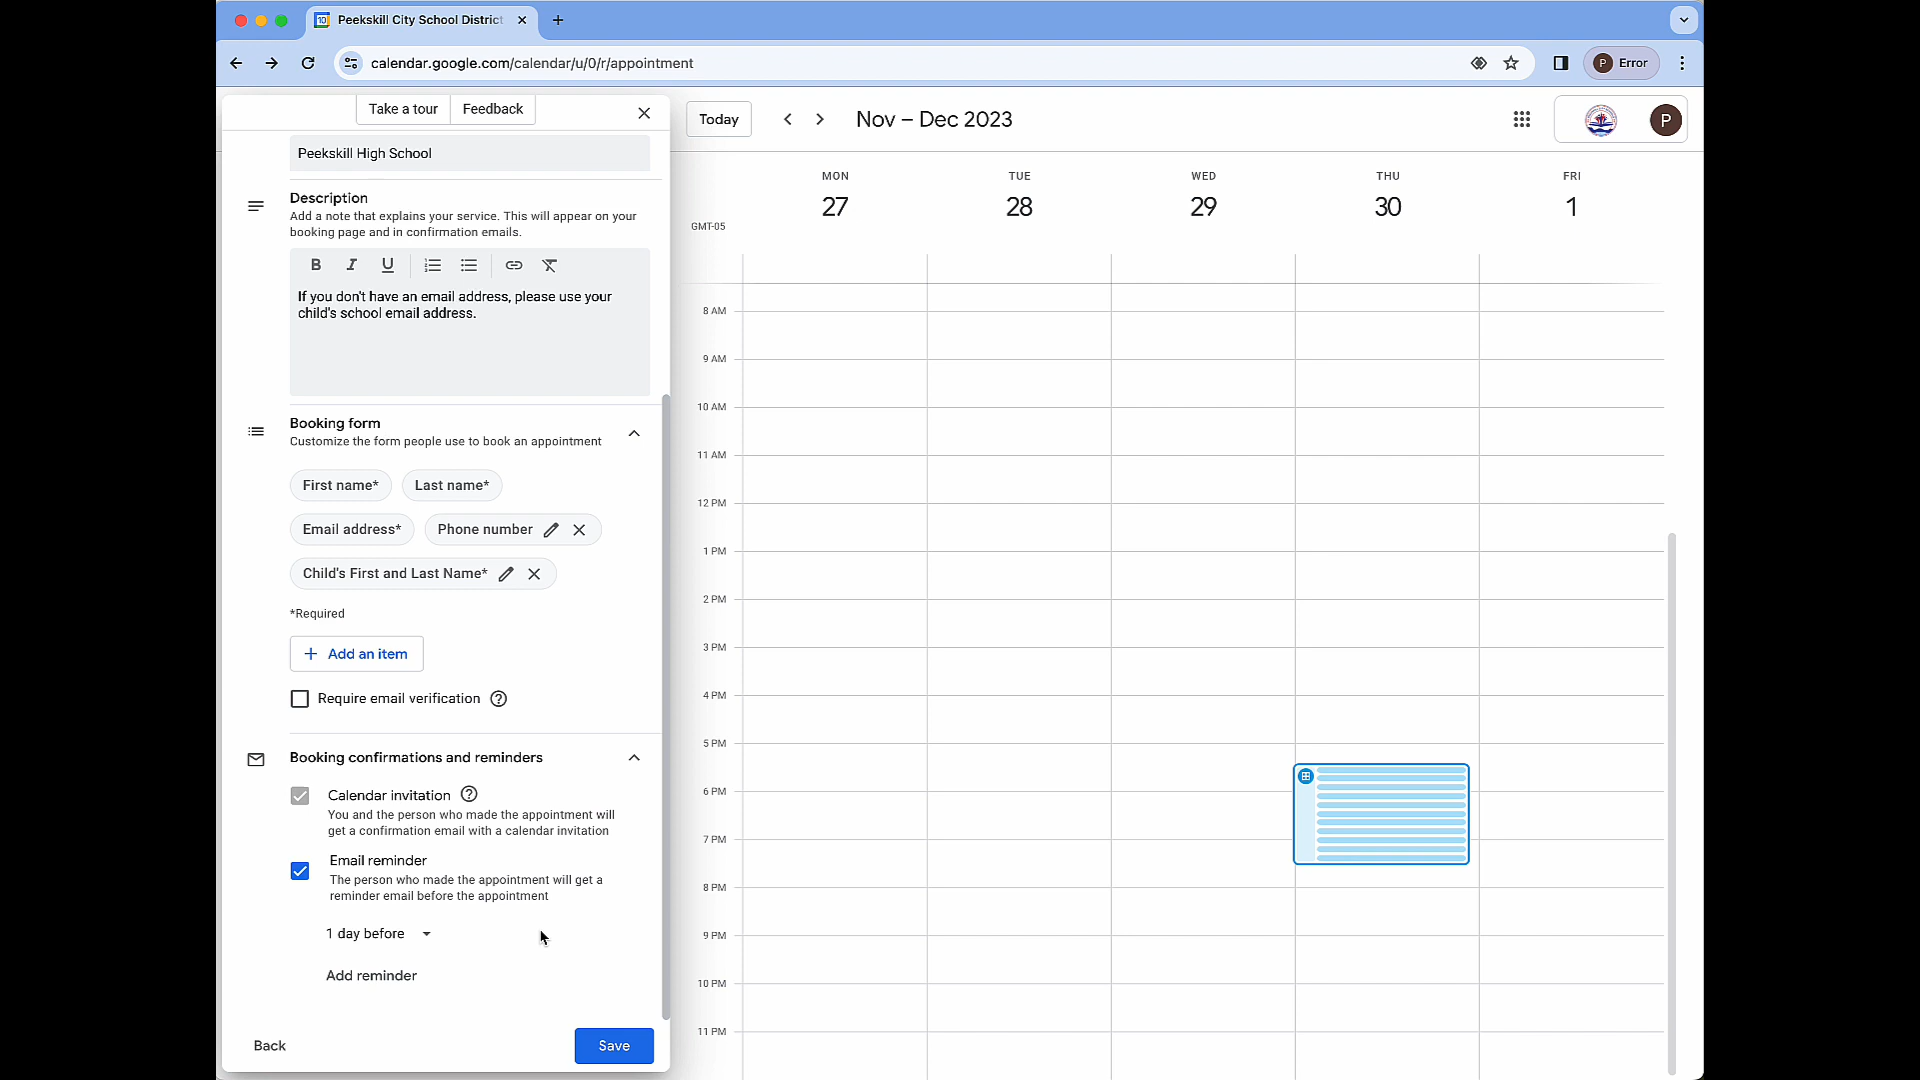 Peekskill City School District
calendar.google.com/calendar/u/0/r/appointment
P
Error
Take a tour
Feedback
Peekskill High School
Description
Add a note that explains your service. This will appear on your
booking page and in confirmation emails.
B I U
If you don't have an email address, please use your
child's school email address.
Booking form
Customize the form people use to book an appointment
First name*
Last name*
Email address*
Phone number
Child's First and Last Name*
*Required
+ Add an item
Require email verification
Booking confirmations and reminders
Calendar invitation
You and the person who made the appointment will
get a confirmation email with a calendar invitation
Email reminder
The person who made the appointment will get a
reminder email before the appointment
1 day before
Add reminder
Back
Save
Today
Nov – Dec 2023
P
MON
27
TUE
28
WED
29
THU
30
FRI
1
GMT-05
8 AM
9 AM
10 AM
11 AM
12 PM
1 PM
2 PM
3 PM
4 PM
5 PM
6 PM
7 PM
8 PM
9 PM
10 PM
11 PM